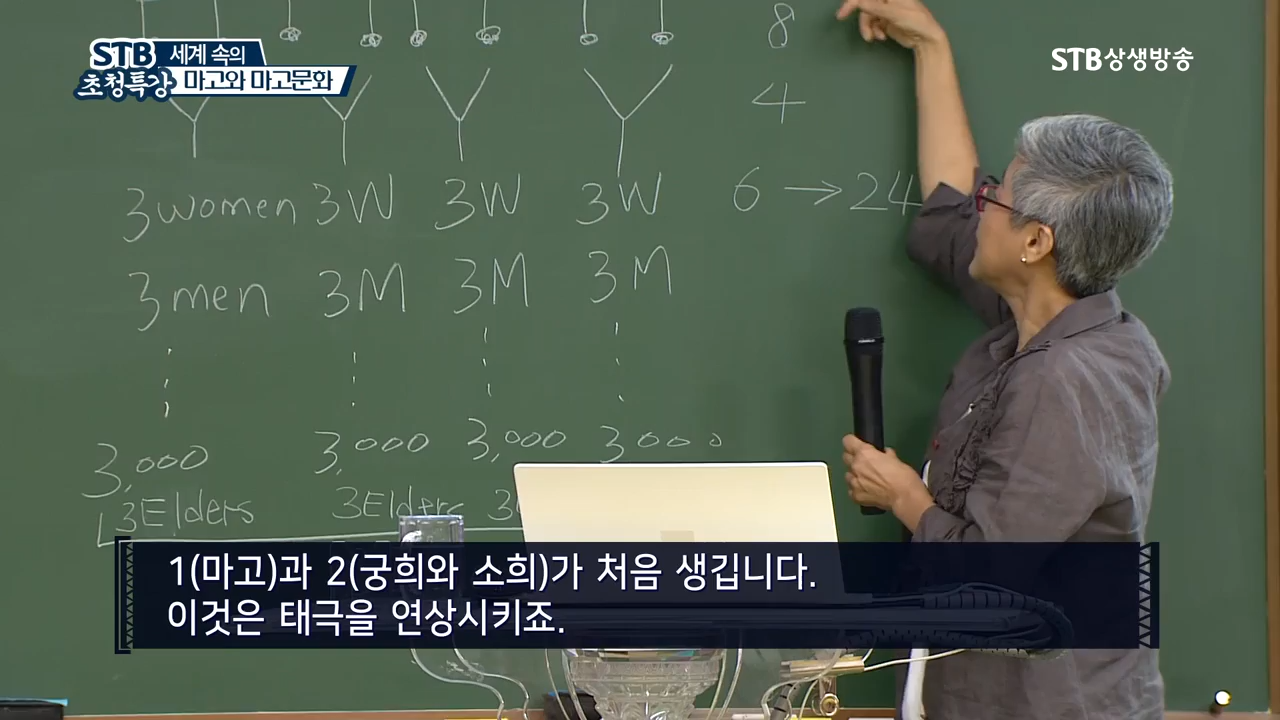 STB 초청특강
세계 속의
마고와 마고문화
STB상생방송
8
4
3women 3W 3W 3W 6 → 24
3men 3M 3M 3M
3,000 3,000 3,000 3000
3Elders 3Elders 3
1(마고)과 2(궁희와 소희)가 처음 생깁니다.
이것은 태극을 연상시키죠.